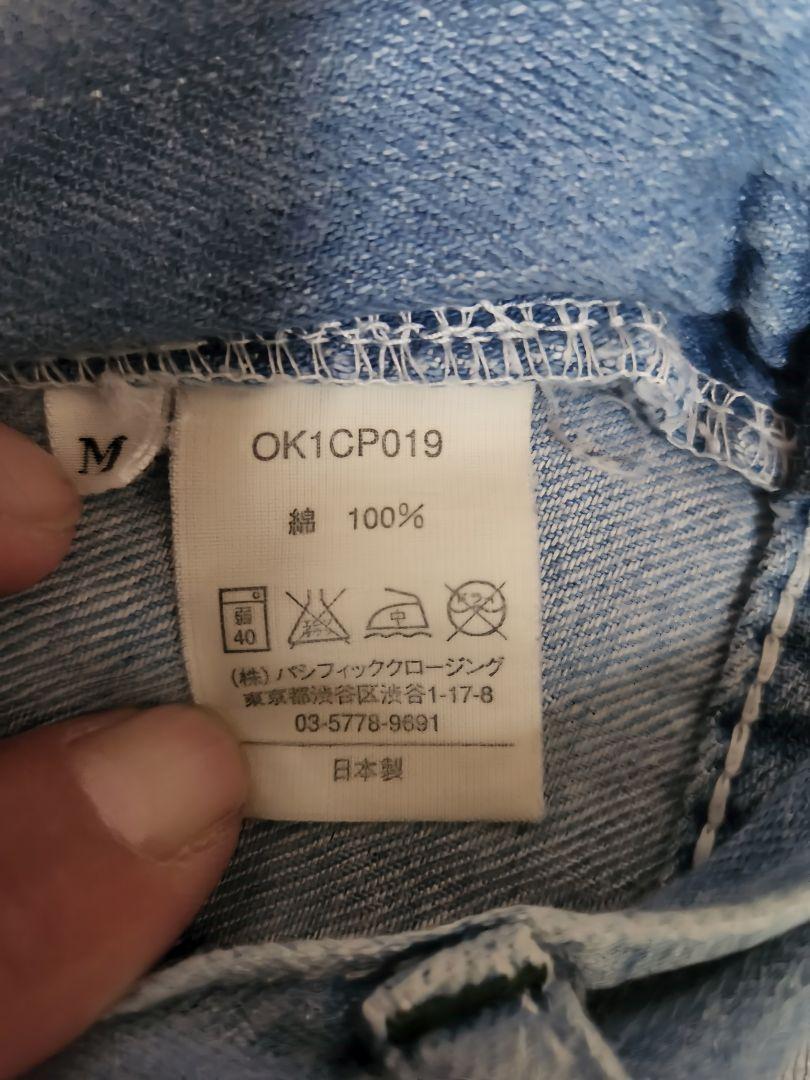 M
OK1CP019
綿 100%
弱
40
中
(株)パシフィッククロージング
東京都渋谷区渋谷1-17-8
03-5778-9691
日本製